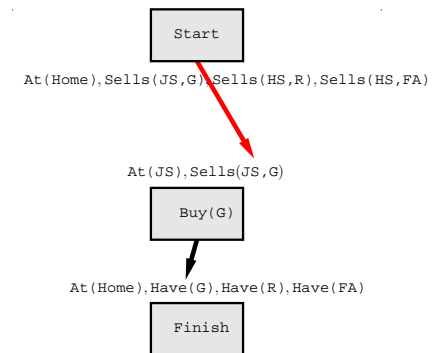 Start
At(Home),Sells(JS,G),Sells(HS,R),Sells(HS,FA)
At(JS),Sells(JS,G)
Buy(G)
At(Home),Have(G),Have(R),Have(FA)
Finish